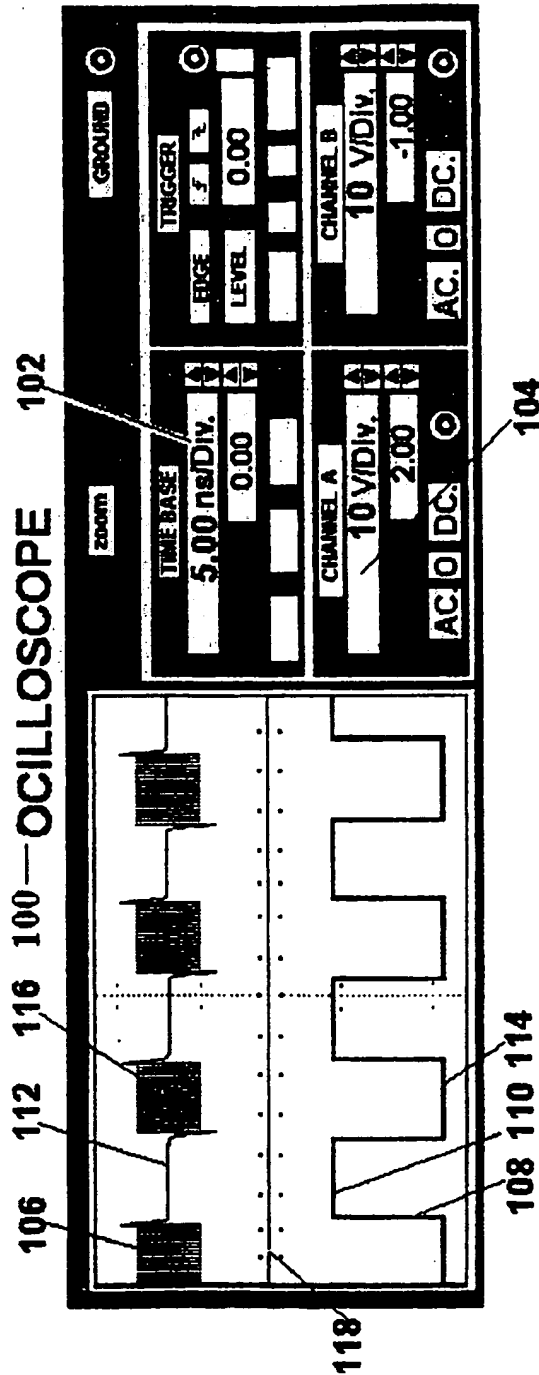 100 — OCILLOSCOPE
102
104
106
112
116
118
108
110
114
zoom
GROUND
TIME BASE
5.00 ns/Div.
0.00
TRIGGER
EDGE
LEVEL
0.00
CHANNEL A
10 V/Div.
2.00
AC. O DC.
CHANNEL B
10 V/Div.
-1.00
AC. O DC.